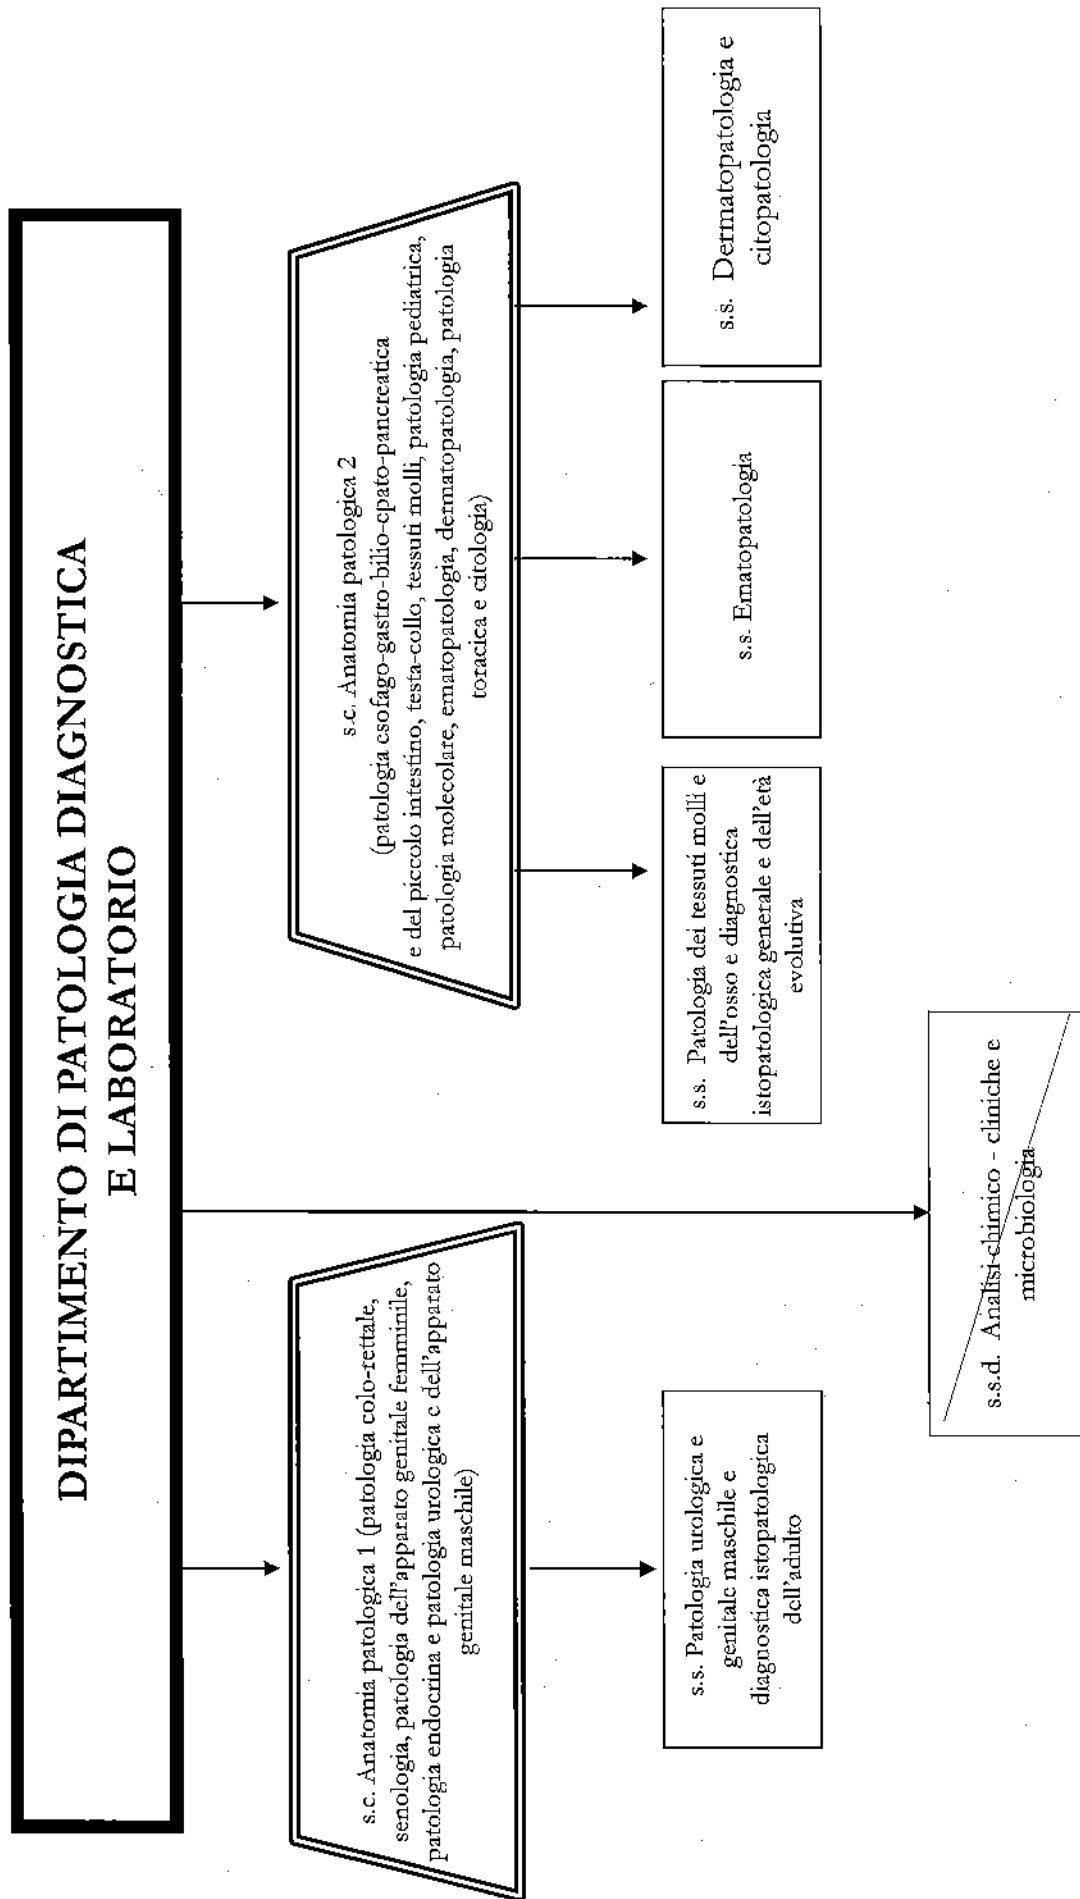 DIPARTIMENTO DI PATOLOGIA DIAGNOSTICA
E LABORATORIO
s.c. Anatomia patologica 1 (patologia colo-rettale,
senologia, patologia dell'apparato genitale femminile,
patologia endocrina e patologia urologica e dell'apparato
genitale maschile)
s.c. Anatomia patologica 2
(patologia esofago-gastro-bilio-epato-pancreatica
e del piccolo intestino, testa-collo, tessuti molli, patologia pediatrica,
patologia molecolare, ematopatologia, dermatopatologia, patologia
toracica e citologia)
s.s. Patologia urologica e
genitale maschile e
diagnostica istopatologica
dell'adulto
s.s. Patologia dei tessuti molli e
dell'osso e diagnostica
istopatologica generale e dell'età
evolutiva
s.s. Ematopatologia
s.s. Dermatopatologia e
citopatologia
s.s.d. Analisi chimico - cliniche e
microbiologia